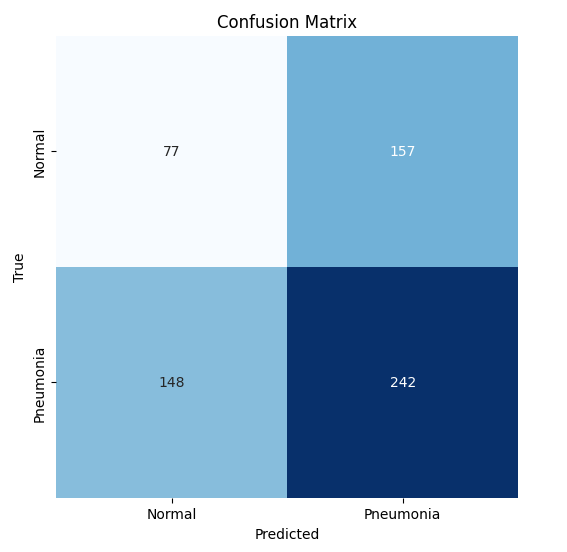 Confusion Matrix
Normal
77
157
True
Pneumonia
148
242
Normal
Pneumonia
Predicted